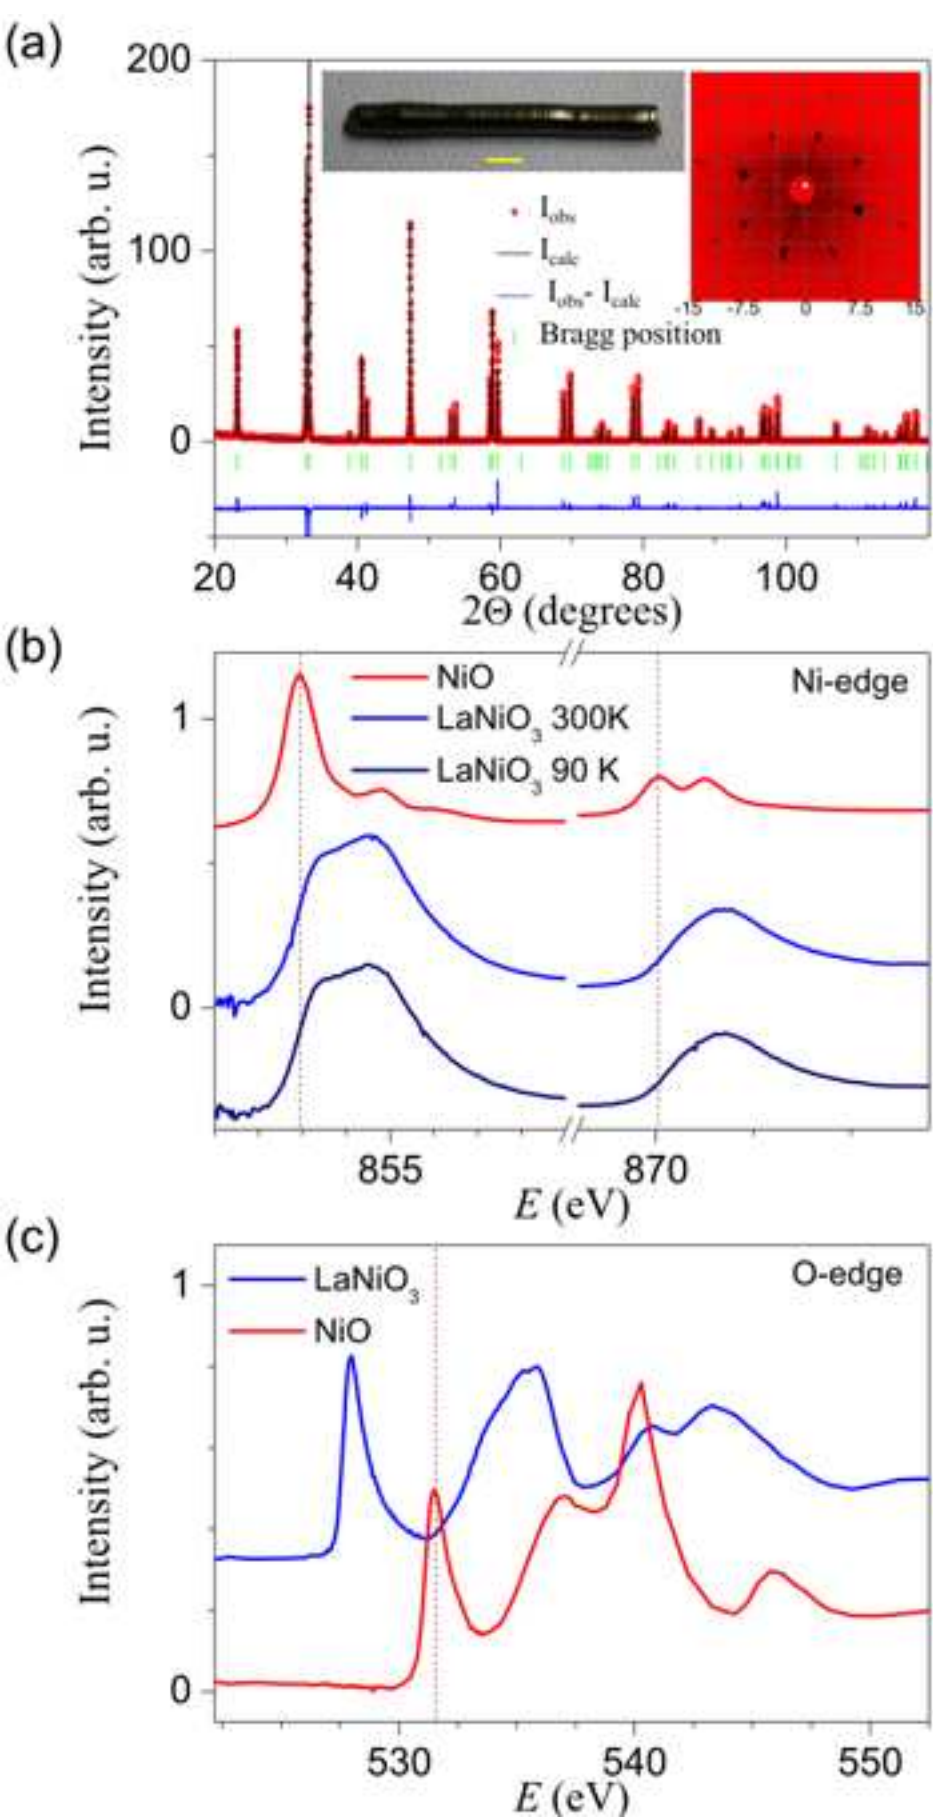 (a)
200
100
0
Intensity (arb. u.)
I_obs
I_calc
I_obs- I_calc
Bragg position
-15 -7.5 0 7.5 15
20 40 60 80 100
2Θ (degrees)
(b)
Ni-edge
NiO
LaNiO₃ 300K
LaNiO₃ 90 K
1
0
Intensity (arb. u.)
855 870
E (eV)
(c)
O-edge
LaNiO₃
NiO
1
0
Intensity (arb. u.)
530 540 550
E (eV)